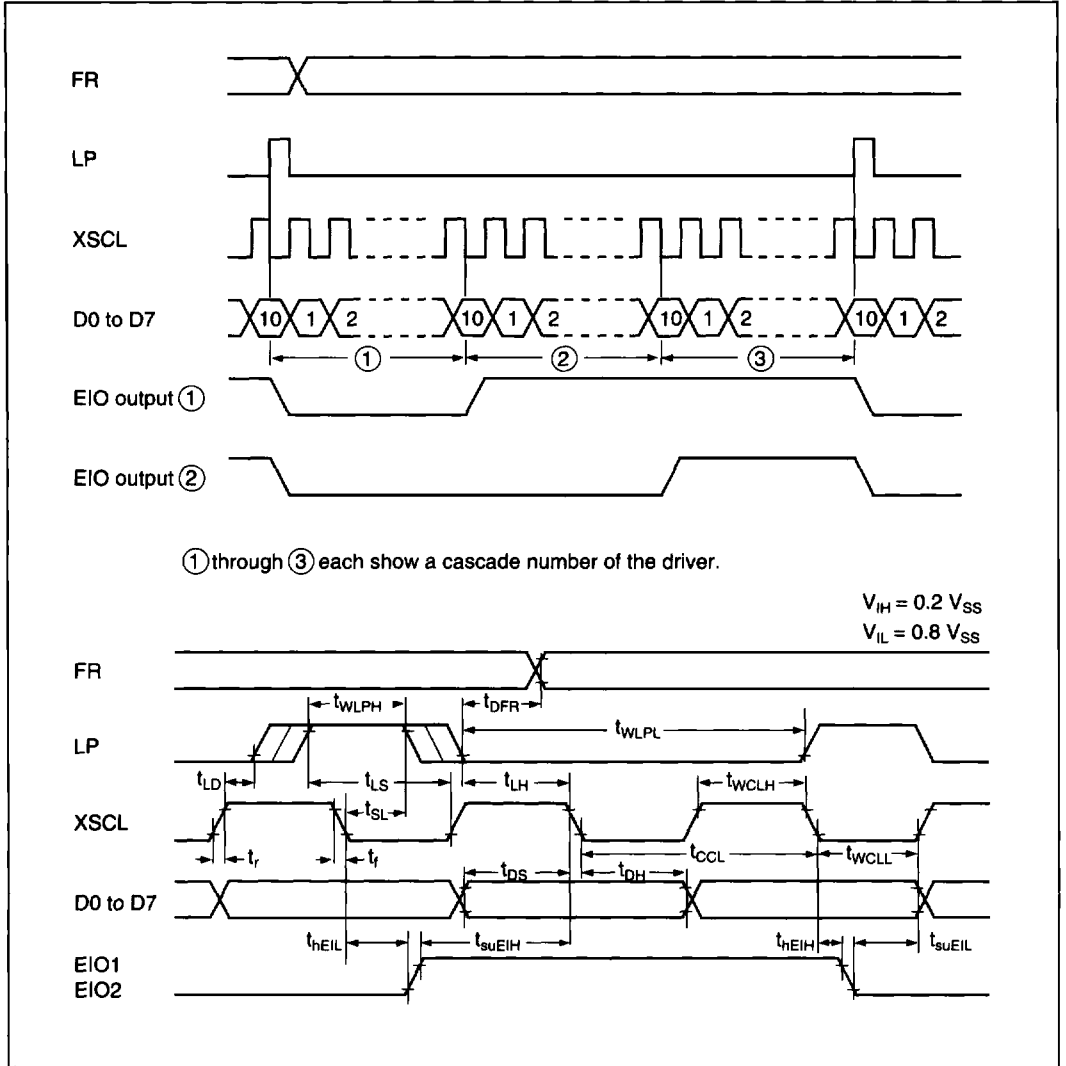 FR
LP
XSCL
D0 to D7
10 1 2 10 1 2 10 1 2 10 1 2
① ② ③
EIO output ①
EIO output ②
① through ③ each show a cascade number of the driver.
VIH = 0.2 VSS
VIL = 0.8 VSS
FR
tWLPH tDFR
LP
tWLPL
tLD tLS tLH tWCLH
XSCL
tSL
tr tf tCCL tWCLL
D0 to D7
tDS tDH
thEIL tsuEIH thEIH tsuEIL
EIO1
EIO2